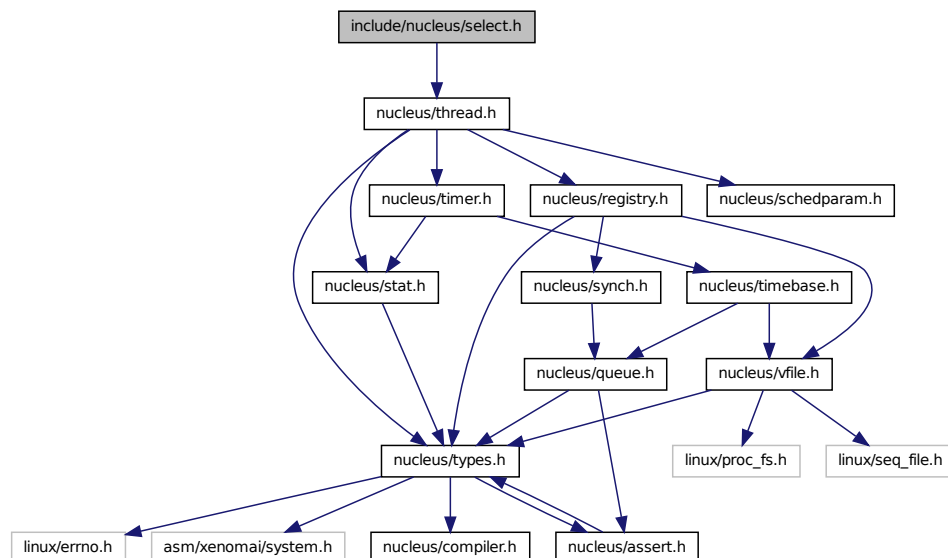 include/nucleus/select.h
nucleus/thread.h
nucleus/timer.h
nucleus/registry.h
nucleus/schedparam.h
nucleus/stat.h
nucleus/synch.h
nucleus/timebase.h
nucleus/queue.h
nucleus/vfile.h
nucleus/types.h
linux/proc_fs.h
linux/seq_file.h
linux/errno.h
asm/xenomai/system.h
nucleus/compiler.h
nucleus/assert.h